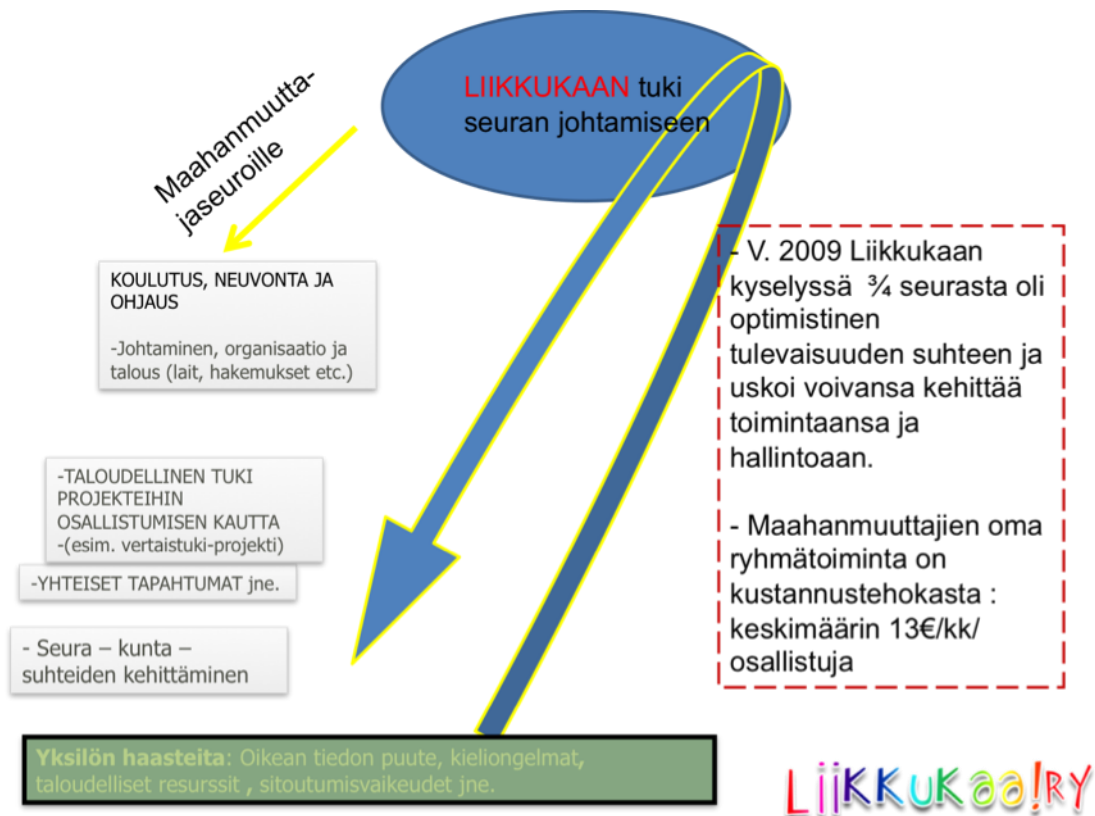 LIIKKUKAAN tuki
seuran johtamiseen
Maahanmuutta-
jaseuroille
KOULUTUS, NEUVONTA JA
OHJAUS
-Johtaminen, organisaatio ja
talous (lait, hakemukset etc.)
-TALOUDELLINEN TUKI
PROJEKTEIHIN
OSALLISTUMISEN KAUTTA
-(esim. vertaistuki-projekti)
-YHTEISET TAPAHTUMAT jne.
- Seura – kunta –
suhteiden kehittäminen
- V. 2009 Liikkukaan
kyselyssä ¾ seurasta oli
optimistinen
tulevaisuuden suhteen ja
uskoi voivansa kehittää
toimintaansa ja
hallintoaan.
- Maahanmuuttajien oma
ryhmätoiminta on
kustannustehokasta :
keskimäärin 13€/kk/
osallistuja
Yksilön haasteita: Oikean tiedon puute, kieliongelmat,
taloudelliset resurssit , sitoutumisvaikeudet jne.
LiiKKUKaa!RY